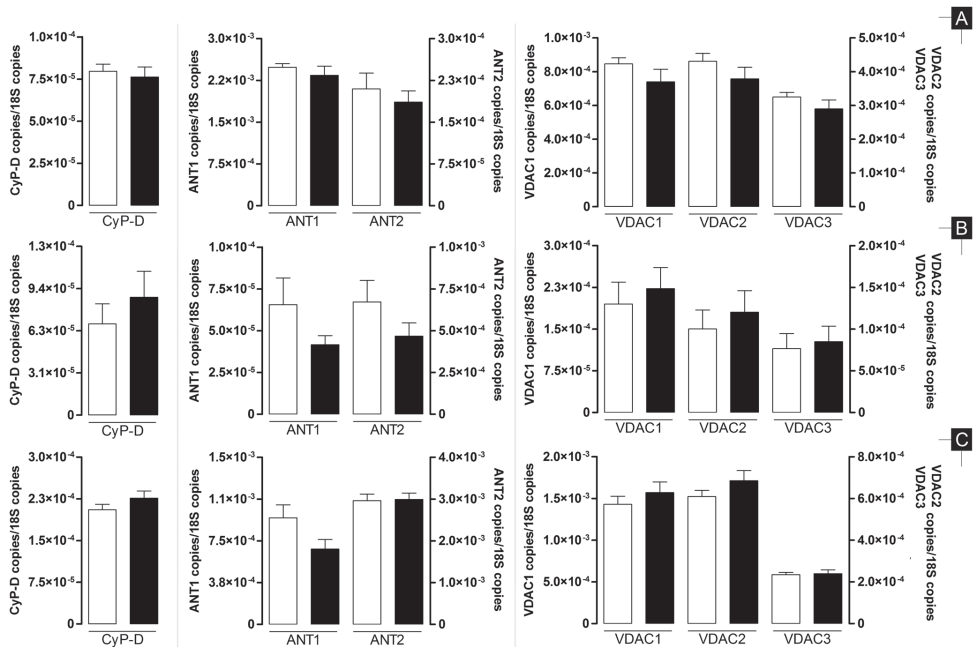 A
CyP-D copies/18S copies
1.0×10⁻⁴
7.5×10⁻⁵
5.0×10⁻⁵
2.5×10⁻⁵
0
CyP-D
ANT1 copies/18S copies
3.0×10⁻³
2.3×10⁻³
1.5×10⁻³
7.5×10⁻⁴
0
ANT1
ANT2
3.0×10⁻⁴
2.3×10⁻⁴
1.5×10⁻⁴
7.5×10⁻⁵
0
ANT2 copies/18S copies
VDAC1 copies/18S copies
1.0×10⁻³
8.0×10⁻⁴
6.0×10⁻⁴
4.0×10⁻⁴
2.0×10⁻⁴
0
VDAC1
VDAC2
VDAC3
5.0×10⁻⁴
4.0×10⁻⁴
3.0×10⁻⁴
2.0×10⁻⁴
1.0×10⁻⁴
0
VDAC2
VDAC3 copies/18S copies
B
CyP-D copies/18S copies
1.3×10⁻⁴
9.4×10⁻⁵
6.3×10⁻⁵
3.1×10⁻⁵
0
CyP-D
ANT1 copies/18S copies
1.0×10⁻⁴
7.5×10⁻⁵
5.0×10⁻⁵
2.5×10⁻⁵
0
ANT1
ANT2
1.0×10⁻³
7.5×10⁻⁴
5.0×10⁻⁴
2.5×10⁻⁴
0
ANT2 copies/18S copies
VDAC1 copies/18S copies
3.0×10⁻⁴
2.3×10⁻⁴
1.5×10⁻⁴
7.5×10⁻⁵
0
VDAC1
VDAC2
VDAC3
2.0×10⁻⁴
1.5×10⁻⁴
1.0×10⁻⁴
5.0×10⁻⁵
0
VDAC2
VDAC3 copies/18S copies
C
CyP-D copies/18S copies
3.0×10⁻⁴
2.3×10⁻⁴
1.5×10⁻⁴
7.5×10⁻⁵
0
CyP-D
ANT1 copies/18S copies
1.5×10⁻³
1.1×10⁻³
7.5×10⁻⁴
3.8×10⁻⁴
0
ANT1
ANT2
4.0×10⁻³
3.0×10⁻³
2.0×10⁻³
1.0×10⁻³
0
ANT2 copies/18S copies
VDAC1 copies/18S copies
2.0×10⁻³
1.5×10⁻³
1.0×10⁻³
5.0×10⁻⁴
0
VDAC1
VDAC2
VDAC3
8.0×10⁻⁴
6.0×10⁻⁴
4.0×10⁻⁴
2.0×10⁻⁴
0
VDAC2
VDAC3 copies/18S copies